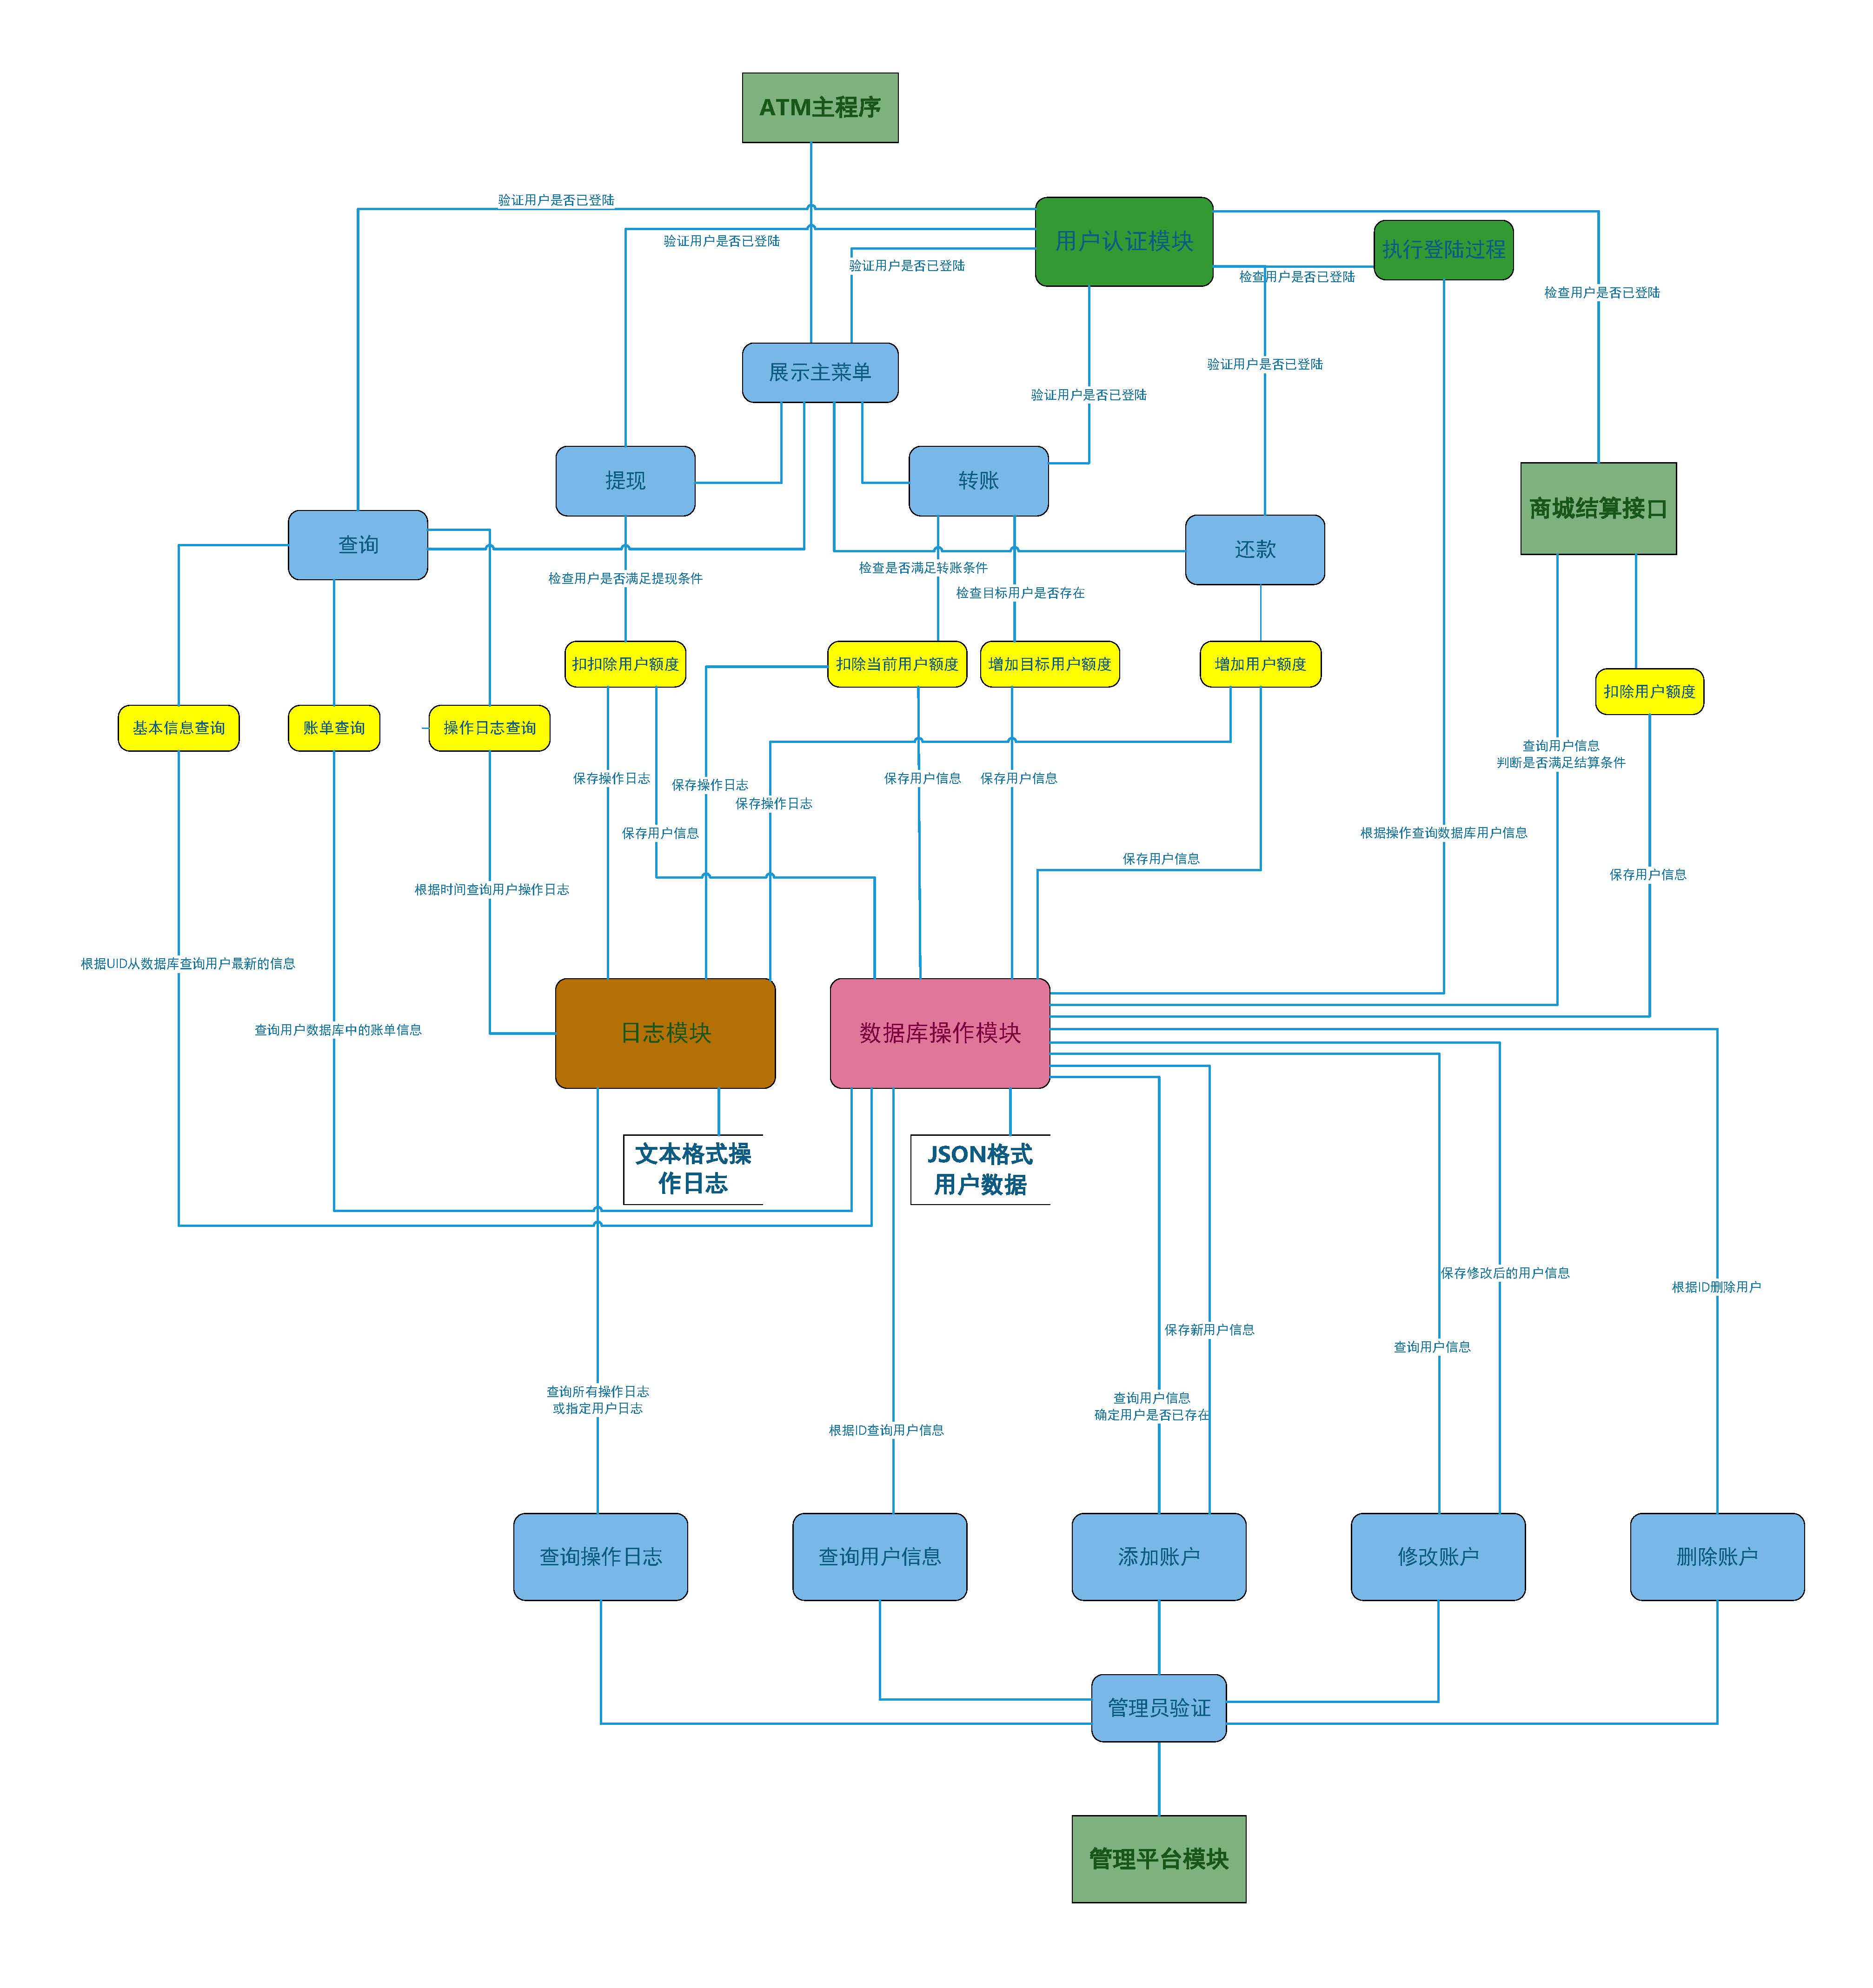 ATM主程序
验证用户是否已登陆
用户认证模块
执行登陆过程
验证用户是否已登陆
验证用户是否已登陆
检查用户是否已登陆
检查用户是否已登陆
展示主菜单
验证用户是否已登陆
验证用户是否已登陆
提现
转账
商城结算接口
查询
还款
检查用户是否满足提现条件
检查是否满足转账条件
检查目标用户是否存在
扣扣除用户额度
扣除当前用户额度
增加目标用户额度
增加用户额度
扣除用户额度
基本信息查询
账单查询
操作日志查询
查询用户信息
判断是否满足结算条件
保存操作日志
保存操作日志
保存用户信息
保存用户信息
保存操作日志
保存用户信息
根据操作查询数据库用户信息
保存用户信息
保存用户信息
根据时间查询用户操作日志
根据UID从数据库查询用户最新的信息
查询用户数据库中的账单信息
日志模块
数据库操作模块
文本格式操
作日志
JSON格式
用户数据
保存修改后的用户信息
根据ID删除用户
保存新用户信息
查询用户信息
查询所有操作日志
或指定用户日志
查询用户信息
确定用户是否已存在
根据ID查询用户信息
查询操作日志
查询用户信息
添加账户
修改账户
删除账户
管理员验证
管理平台模块